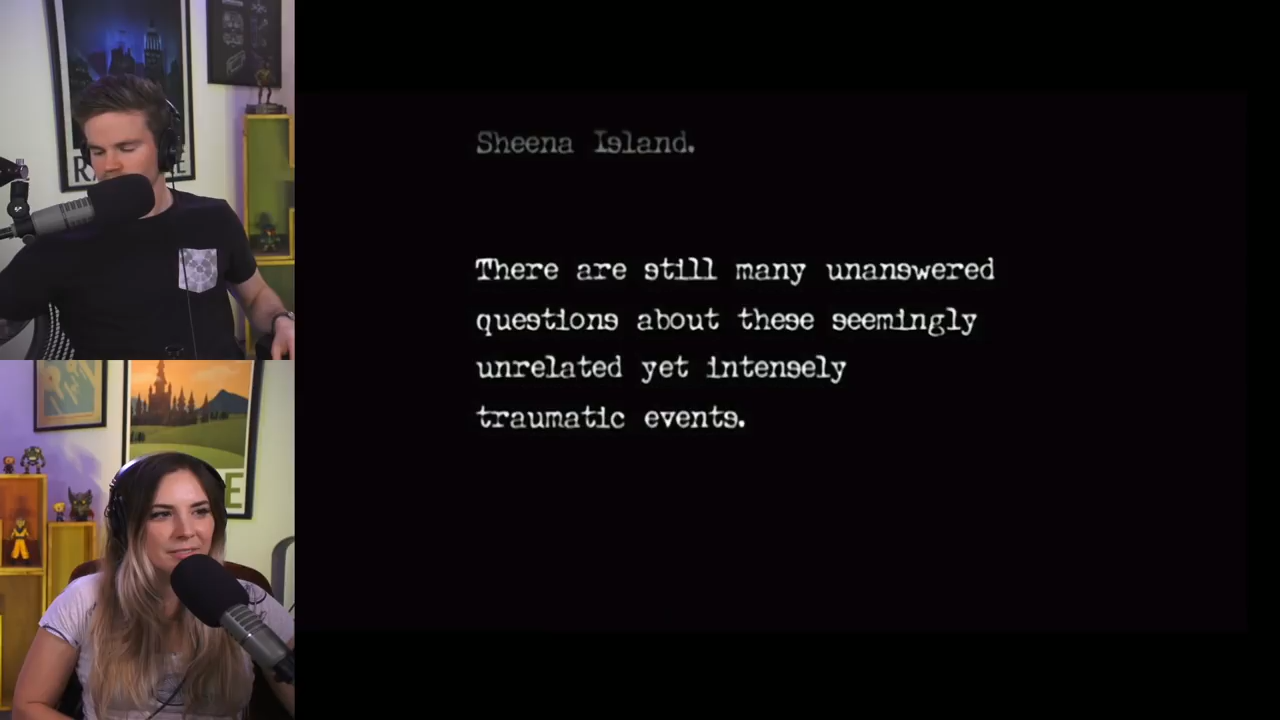 Sheena Island.
There are still many unanswered
questions about these seemingly
unrelated yet intensely
traumatic events.